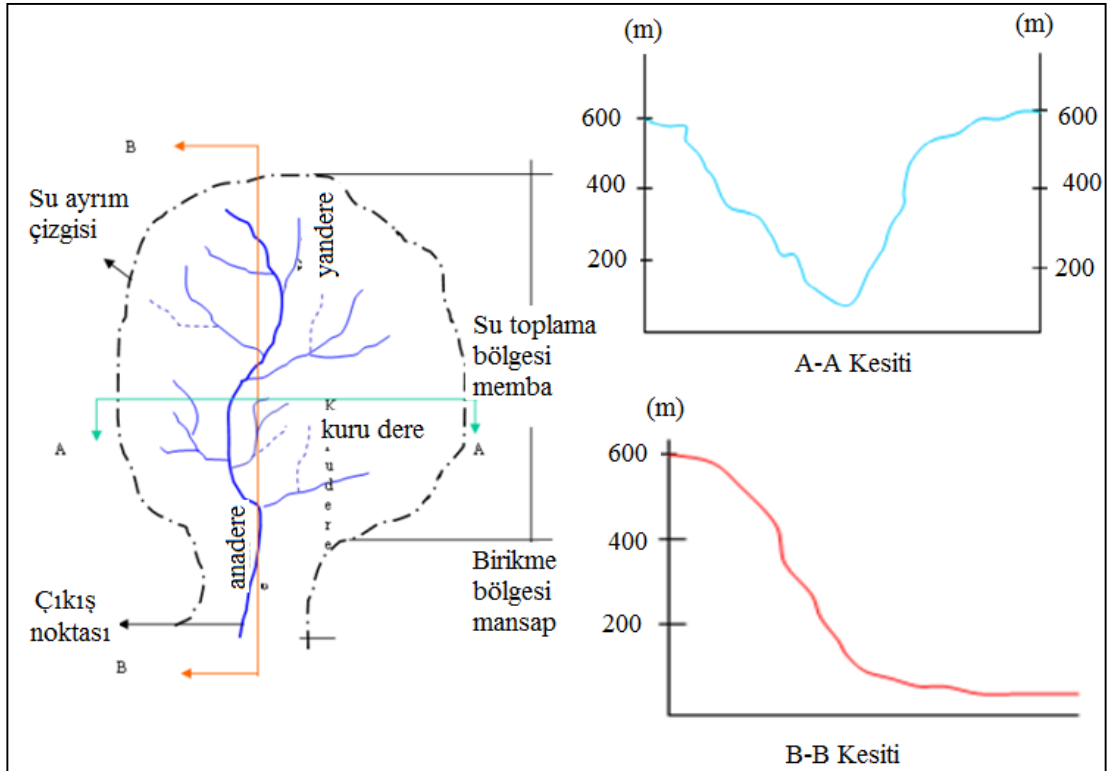 B
Su ayrım
çizgisi
yandere
Su toplama
bölgesi
memba
A
K
kuru dere
u
d
e
r
e
A
anadere
Birikme
bölgesi
mansap
Çıkış
noktası
B
(m)
(m)
600
600
400
400
200
200
A-A Kesiti
(m)
600
400
200
B-B Kesiti